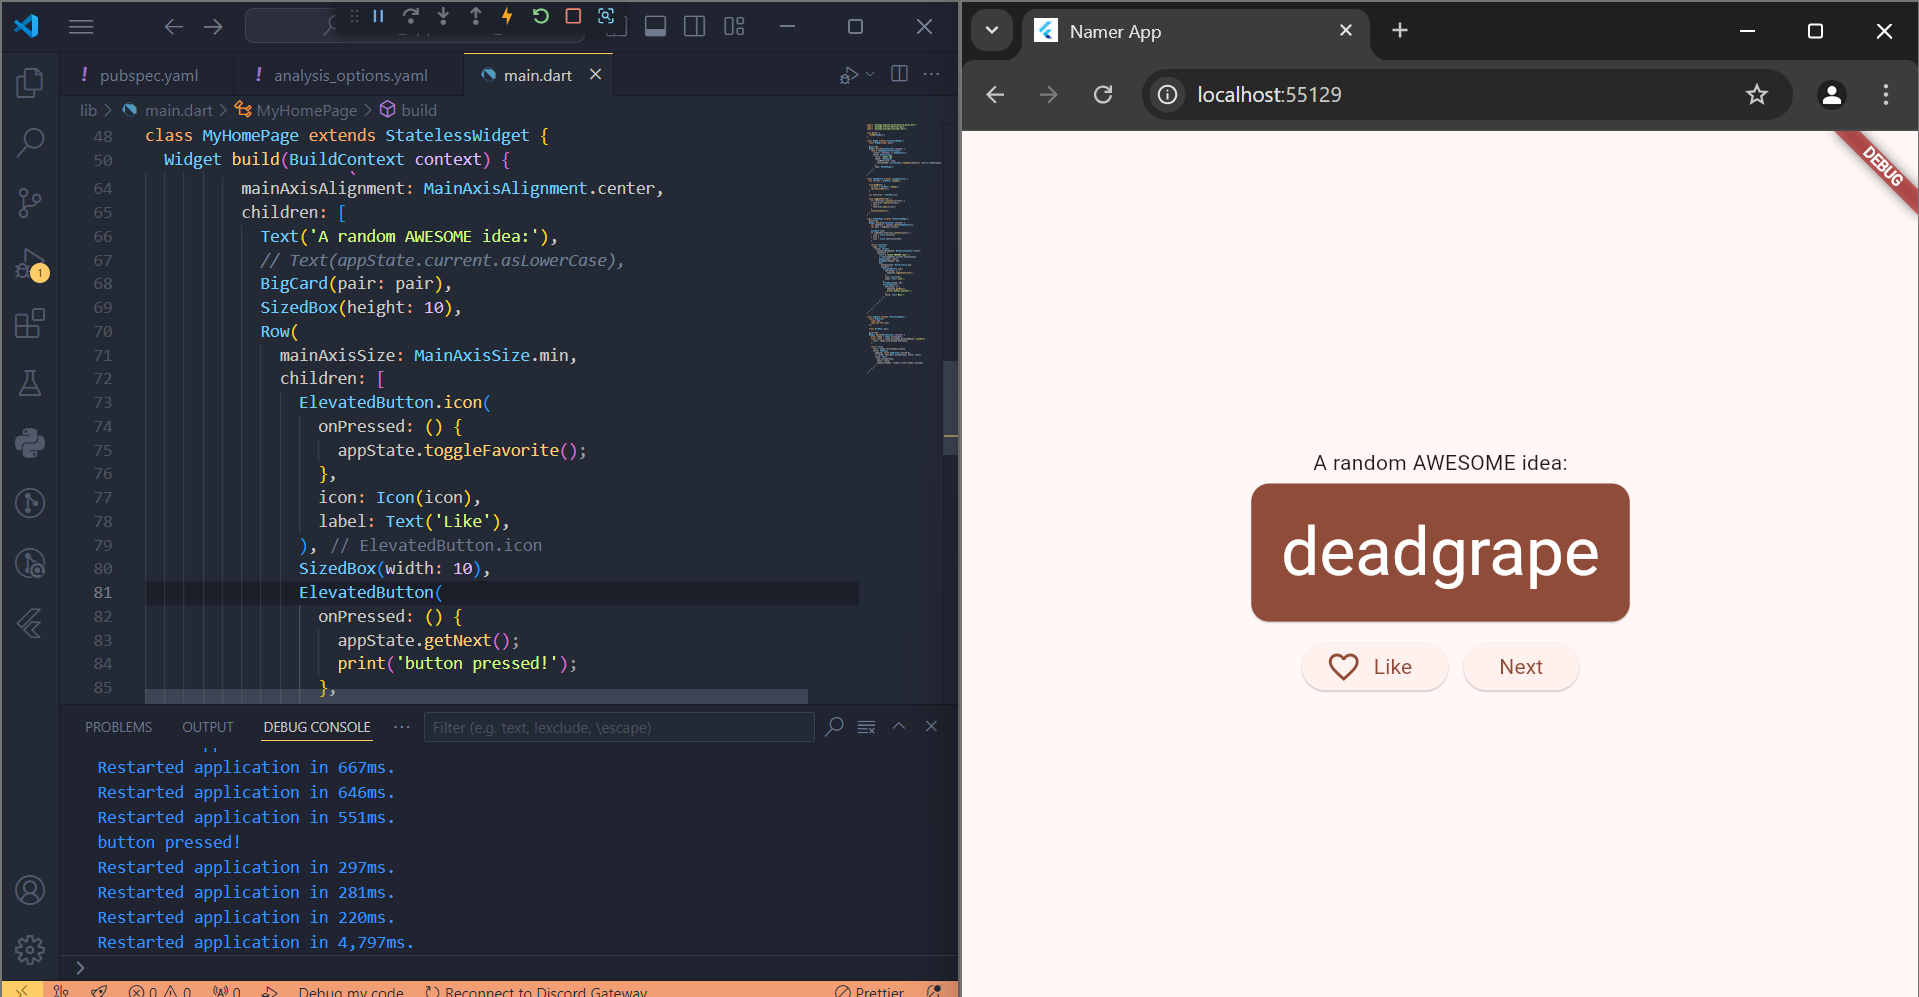 pubspec.yaml
analysis_options.yaml
main.dart
lib > main.dart > MyHomePage > build
48 class MyHomePage extends StatelessWidget {
50 Widget build(BuildContext context) {
64 mainAxisAlignment: MainAxisAlignment.center,
65 children: [
66 Text('A random AWESOME idea:'),
67 // Text(appState.current.asLowerCase),
68 BigCard(pair: pair),
69 SizedBox(height: 10),
70 Row(
71 mainAxisSize: MainAxisSize.min,
72 children: [
73 ElevatedButton.icon(
74 onPressed: () {
75 appState.toggleFavorite();
76 },
77 icon: Icon(icon),
78 label: Text('Like'),
79 ), // ElevatedButton.icon
80 SizedBox(width: 10),
81 ElevatedButton(
82 onPressed: () {
83 appState.getNext();
84 print('button pressed!');
85 },
PROBLEMS OUTPUT DEBUG CONSOLE ··· Filter (e.g. text, !exclude, \escape)
Restarted application in 667ms.
Restarted application in 646ms.
Restarted application in 551ms.
button pressed!
Restarted application in 297ms.
Restarted application in 281ms.
Restarted application in 220ms.
Restarted application in 4,797ms.
0 0 0 Debug my code Reconnect to Discord Gateway Prettier
1
Namer App
localhost:55129
DEBUG
A random AWESOME idea:
deadgrape
Like Next